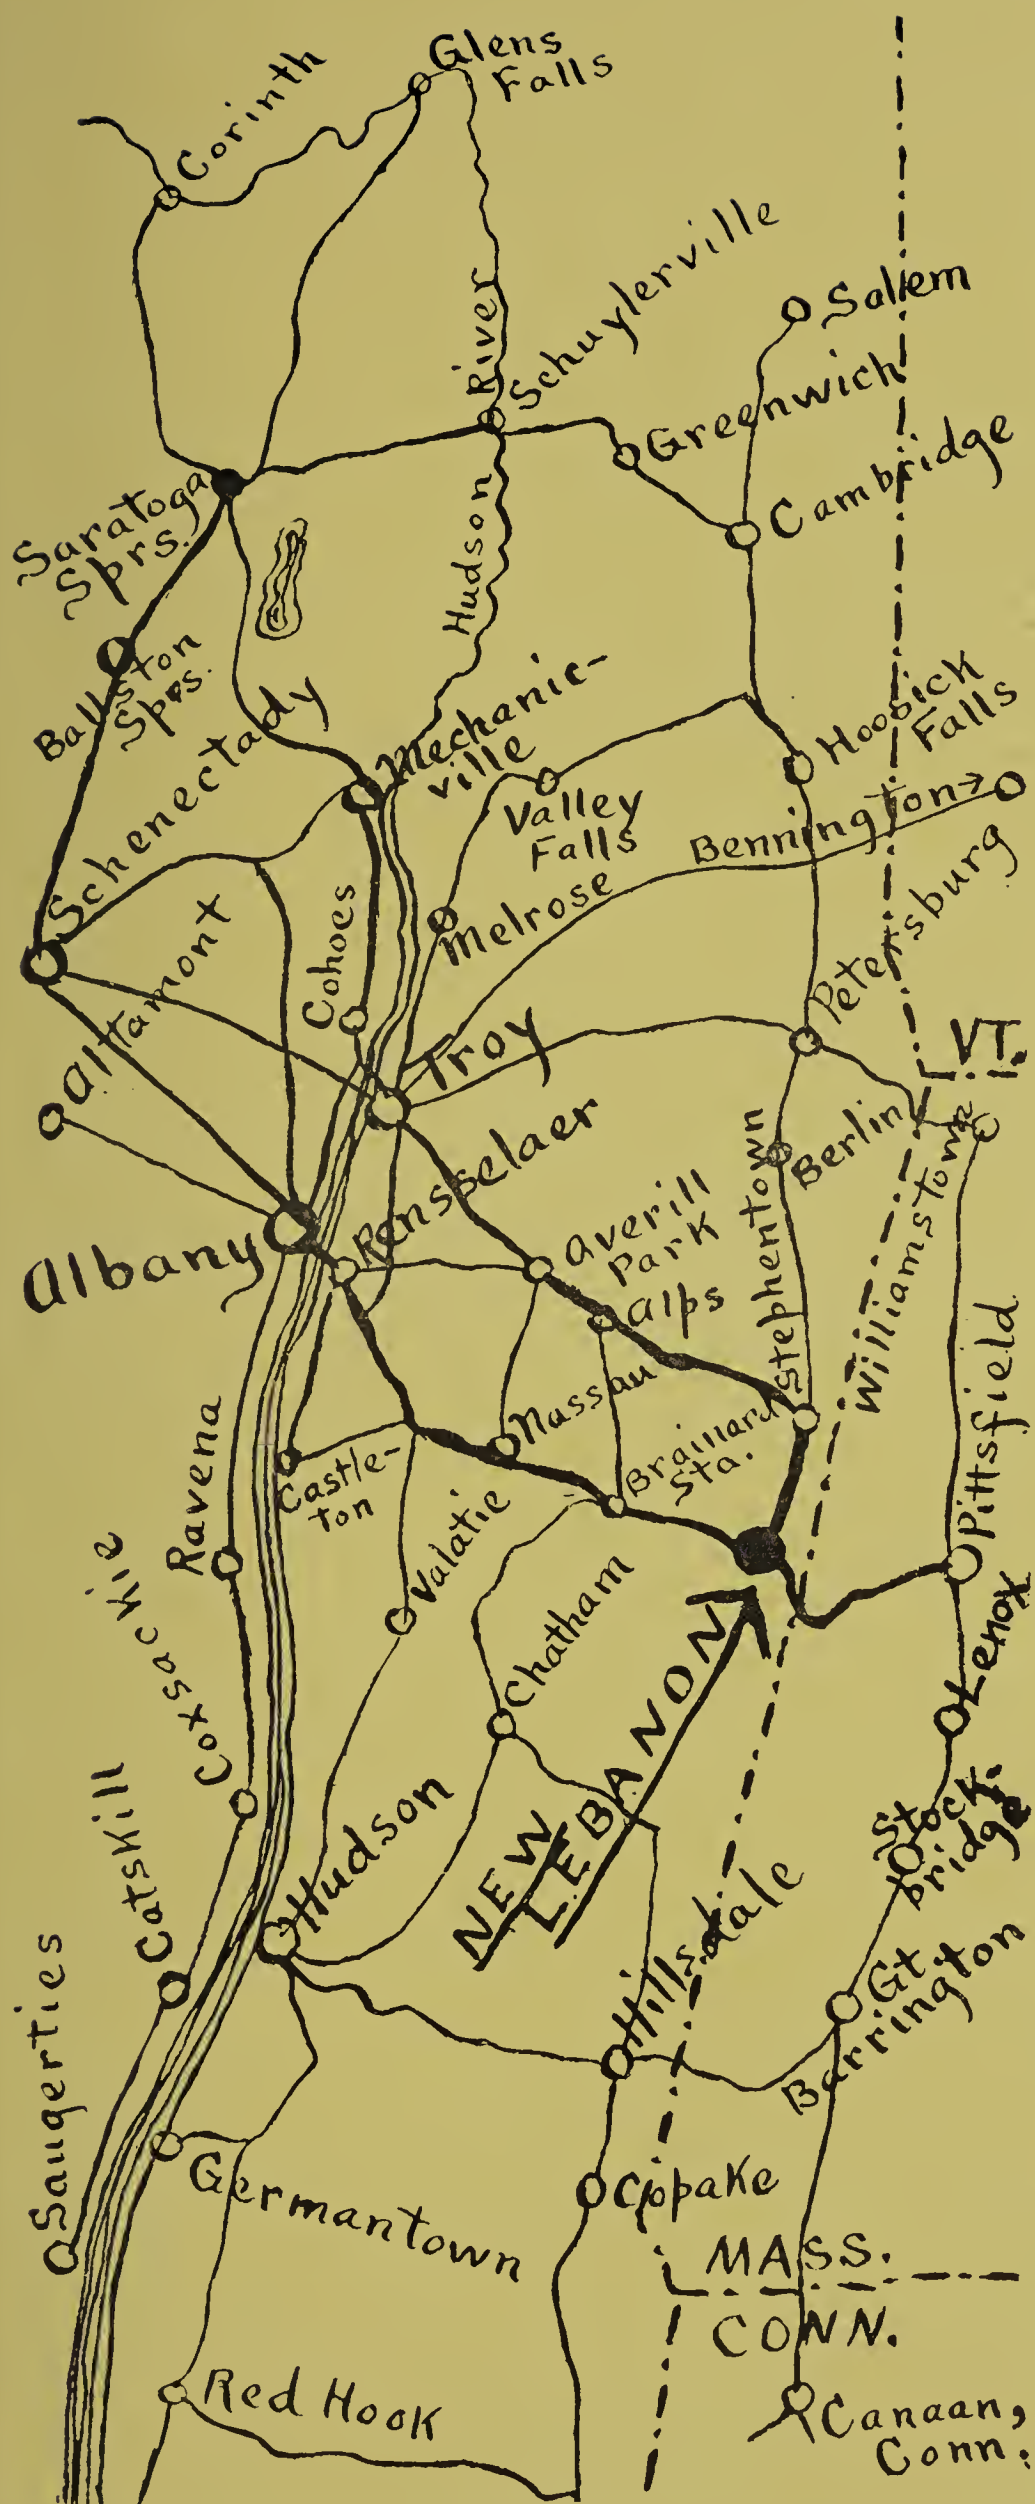 Glens
Falls
Corinth
River
Schuylerville
Salem
Greenwich
Cambridge
Saratoga
Sprs.
Hudson
Ballston
Sprs.
Schenectady
Mechanic-
ville
Hoosick
Falls
Valley
Falls
Bennington→
Altamont
Cohoes
Melrose
Petersburg
Troy
VT.
Berlin
Williamstown
Stephentown
Rensselaer
Averill
Park
Alps
Albany
Nassau
Brainard
Sta.
Ravena
Castle-
ton
Pittsfield
Valatie
Chatham
Lenox
Coxsackie
NEW
LEBANON
Stock-
bridge
Catskill
Hudson
Hillsdale
Gt.
Barrington
Saugerties
Germantown
Copake
MASS.
CONN.
Red Hook
Canaan,
Conn.